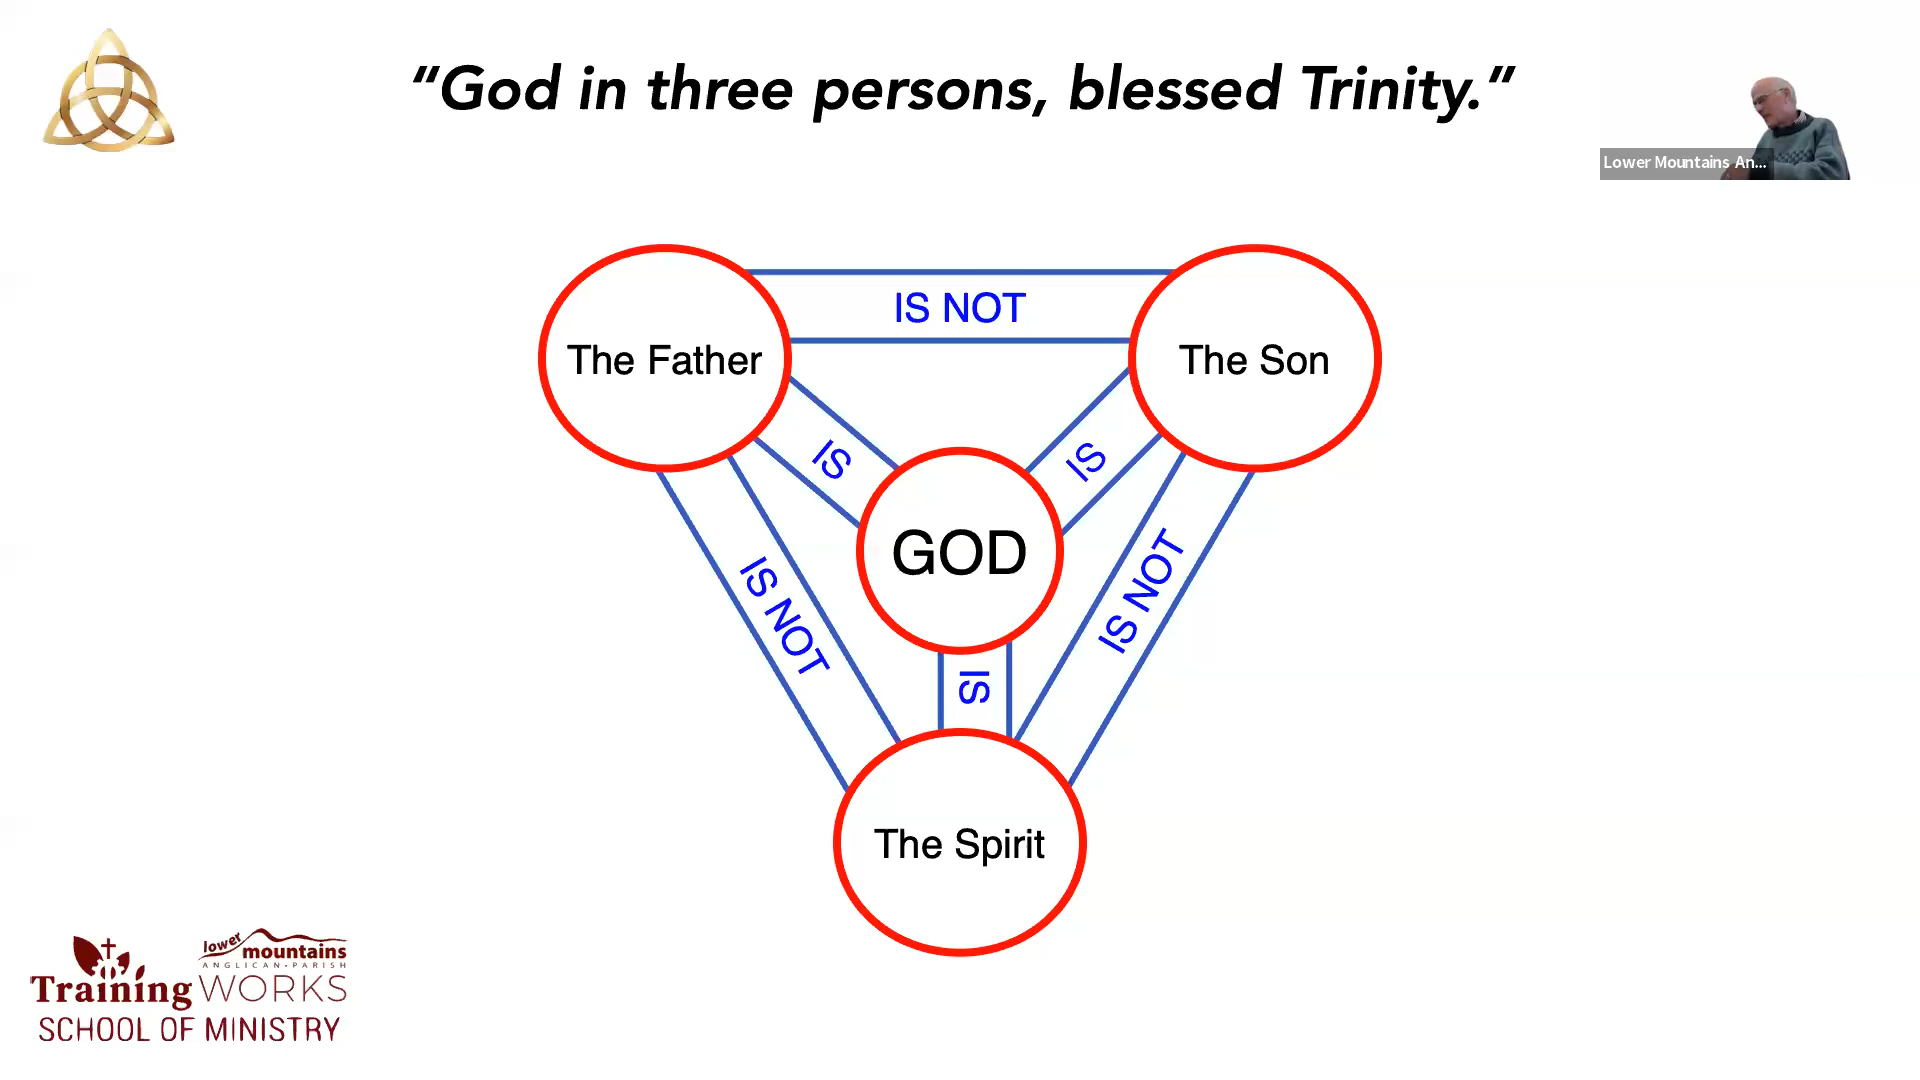 “God in three persons, blessed Trinity.”
Lower Mountains An...
IS NOT
The Father
The Son
IS
IS
GOD
IS NOT
IS NOT
IS
The Spirit
lower
mountains
ANGLICAN•PARISH
Training WORKS
SCHOOL OF MINISTRY